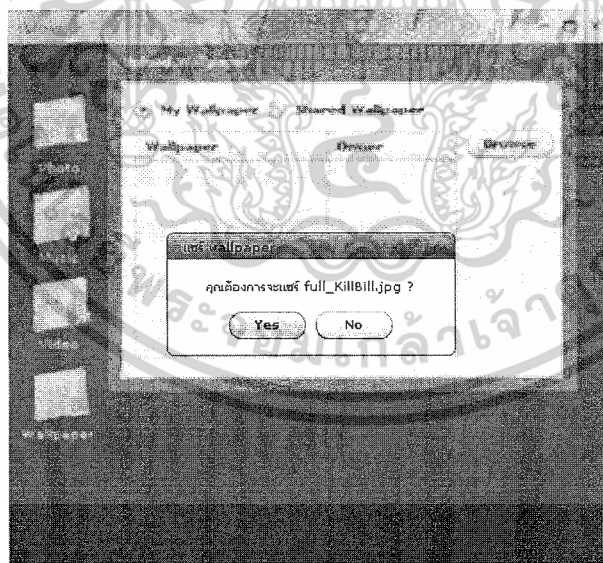 My Wallpaper Shared Wallpaper
Wallpaper Owner Browse
Photo
แชร์ wallpaper
คุณต้องการจะแชร์ full_KillBill.jpg ?
Yes No
Video
Wallpaper